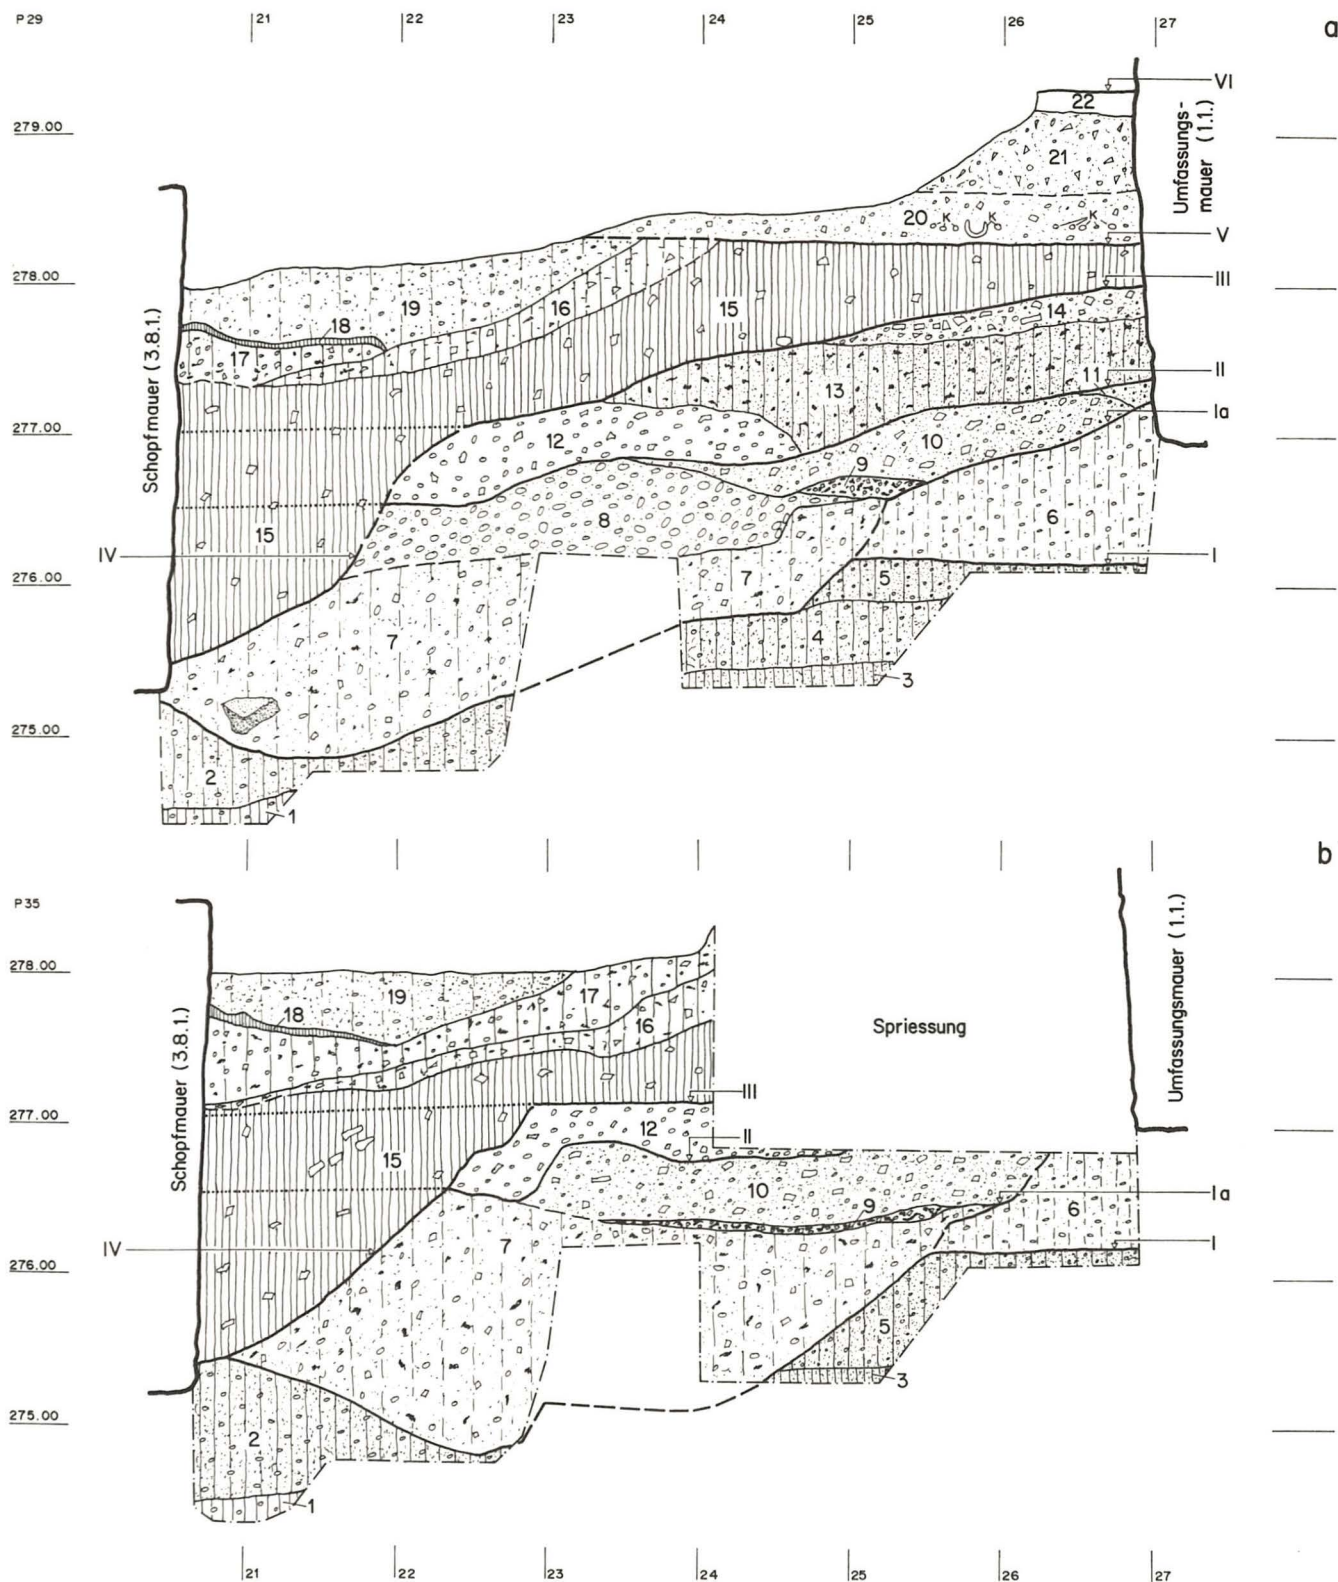 P29
21
22
23
24
25
26
27
a
VI
22
279.00
Umfassungs-
mauer (1.1.)
21
20
K
K
K
V
278.00
III
19
16
15
14
18
17
Schopfmauer (3.8.1.)
13
11
II
277.00
Ia
12
10
9
8
6
15
IV
I
276.00
7
5
7
4
3
275.00
2
1
b
P35
Umfassungsmauer (1.1.)
278.00
19
17
18
16
Spriessung
Schopfmauer (3.8.1.)
III
277.00
12
II
15
10
Ia
9
6
7
IV
I
276.00
5
3
275.00
2
1
21
22
23
24
25
26
27